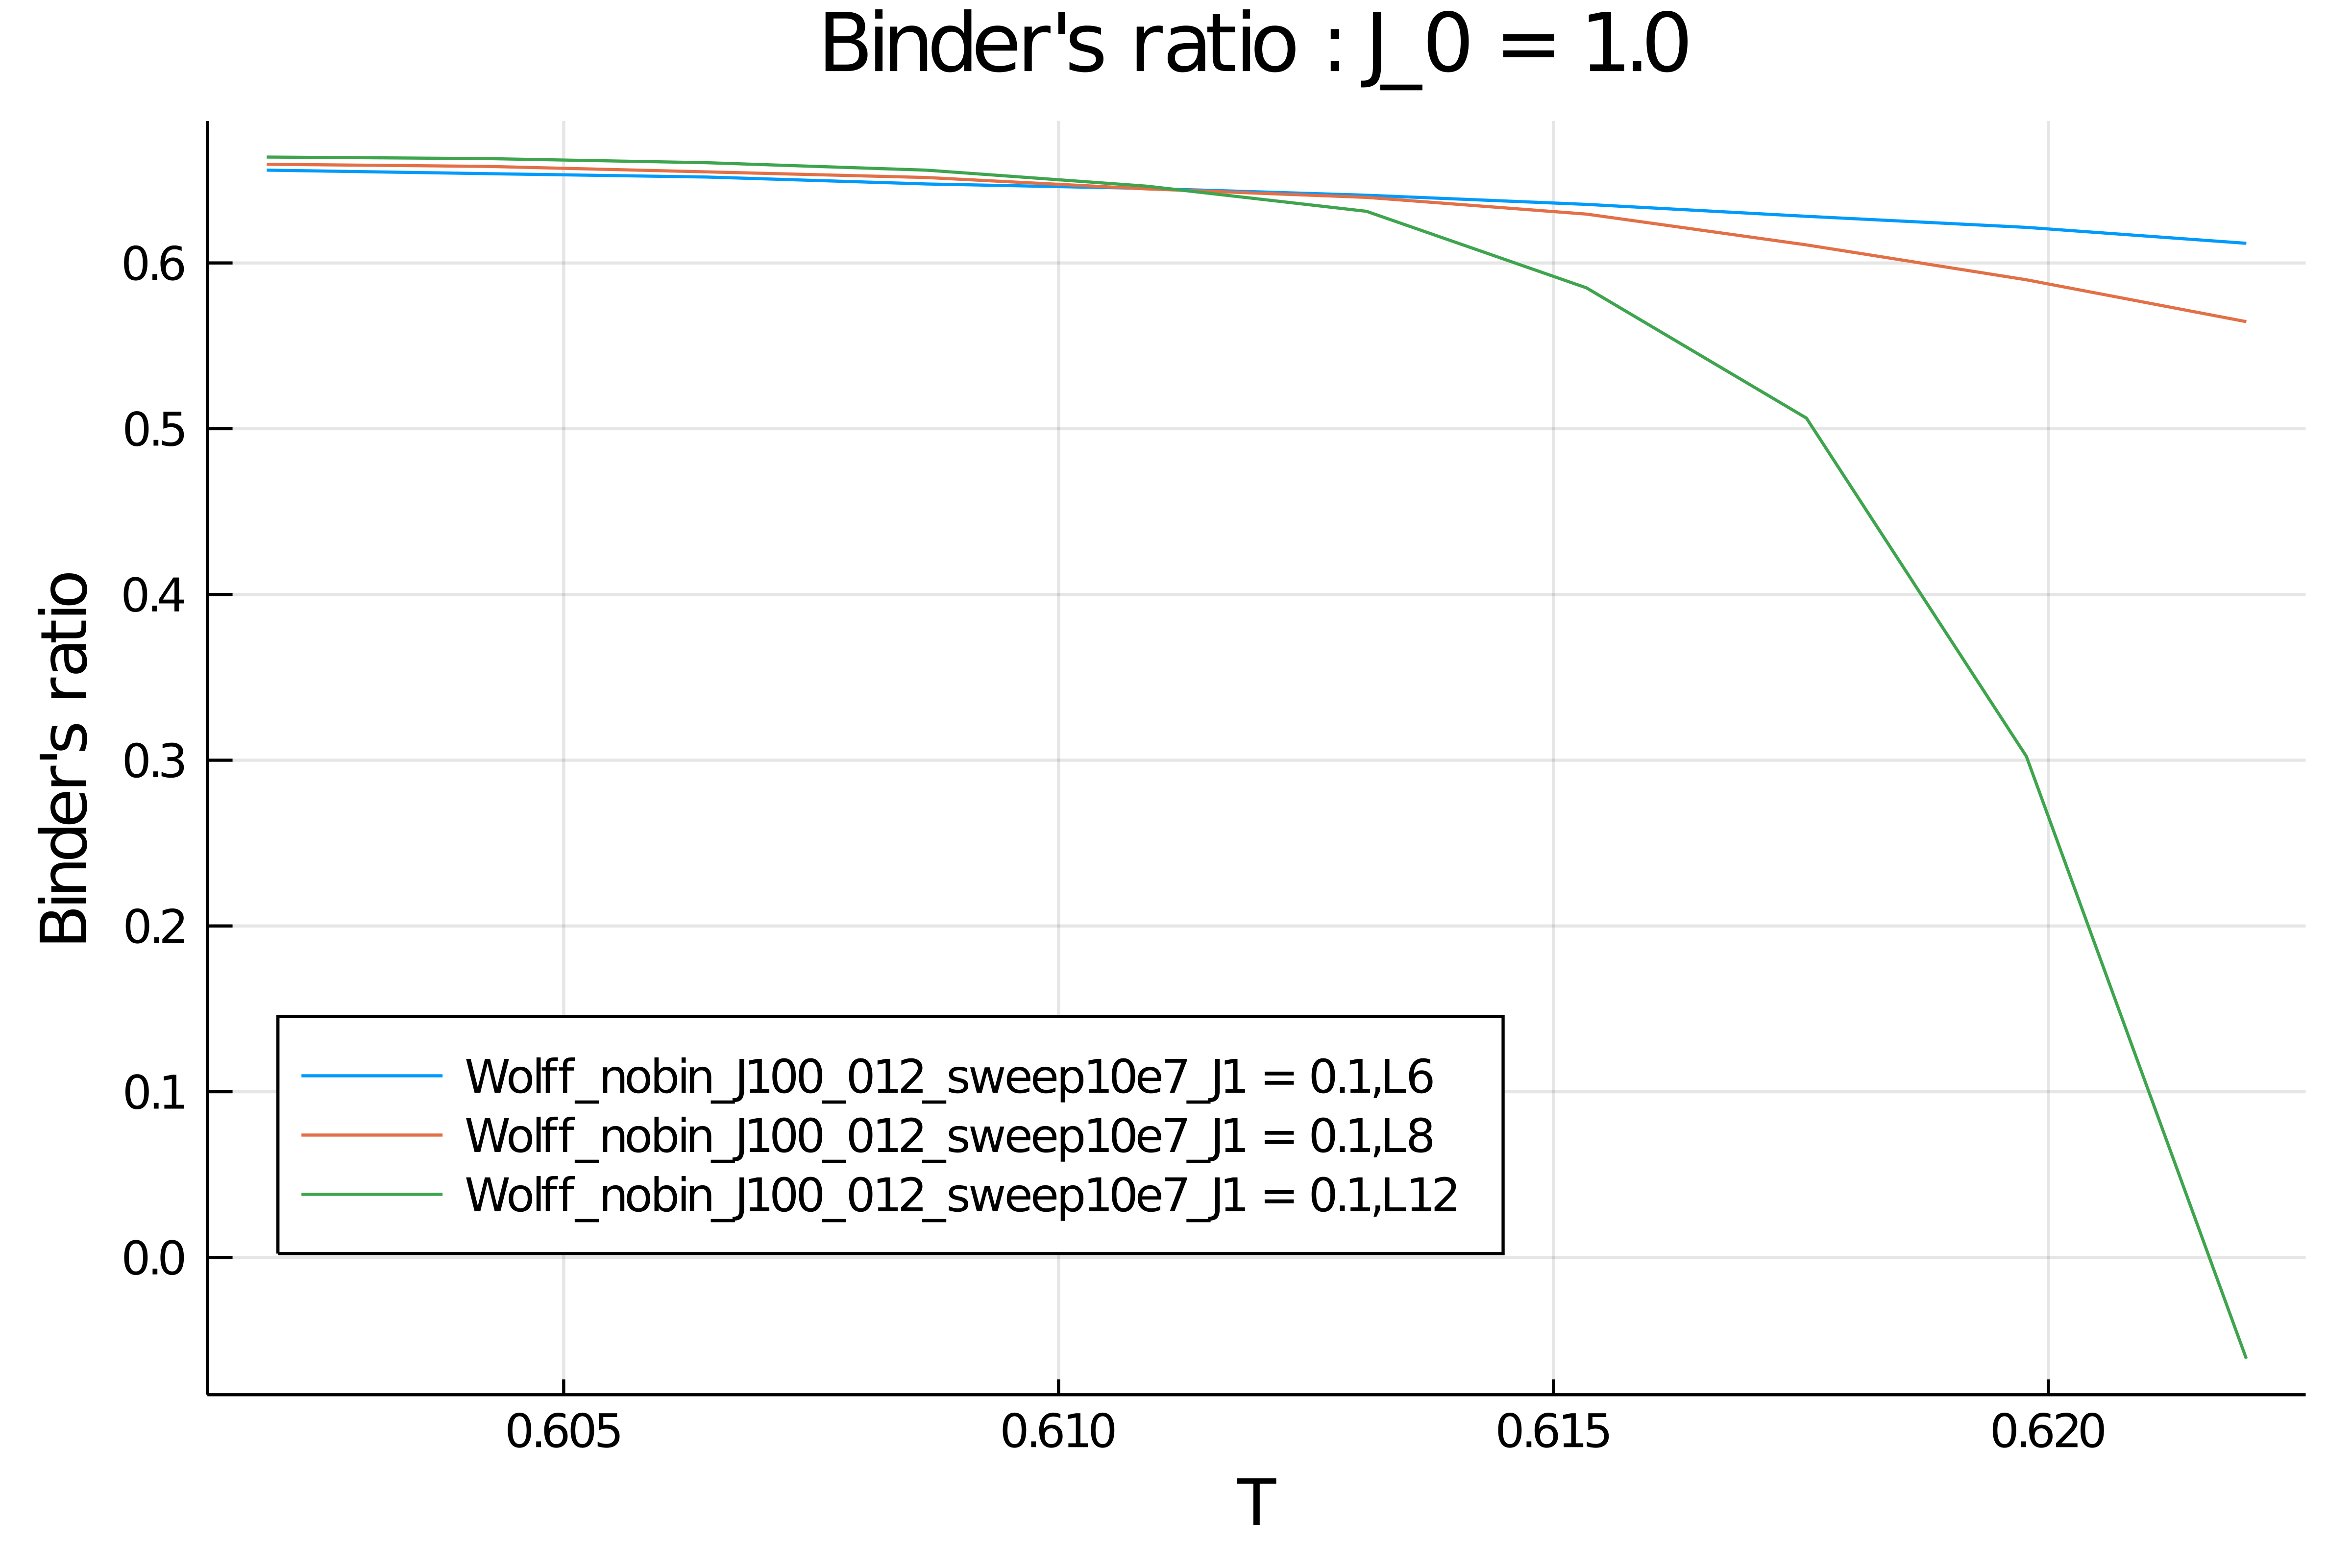 Binder's ratio : J_0 = 1.0
Binder's ratio
0.6
0.5
0.4
0.3
0.2
0.1
0.0
Wolff_nobin_J100_012_sweep10e7_J1 = 0.1,L6
Wolff_nobin_J100_012_sweep10e7_J1 = 0.1,L8
Wolff_nobin_J100_012_sweep10e7_J1 = 0.1,L12
0.605 0.610 0.615 0.620
T